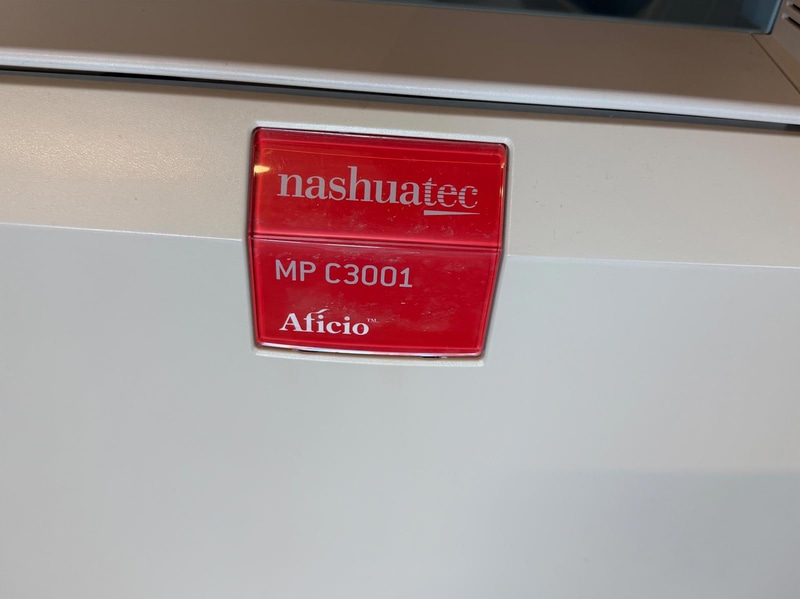 nashuatec
MP C3001
Aficio™